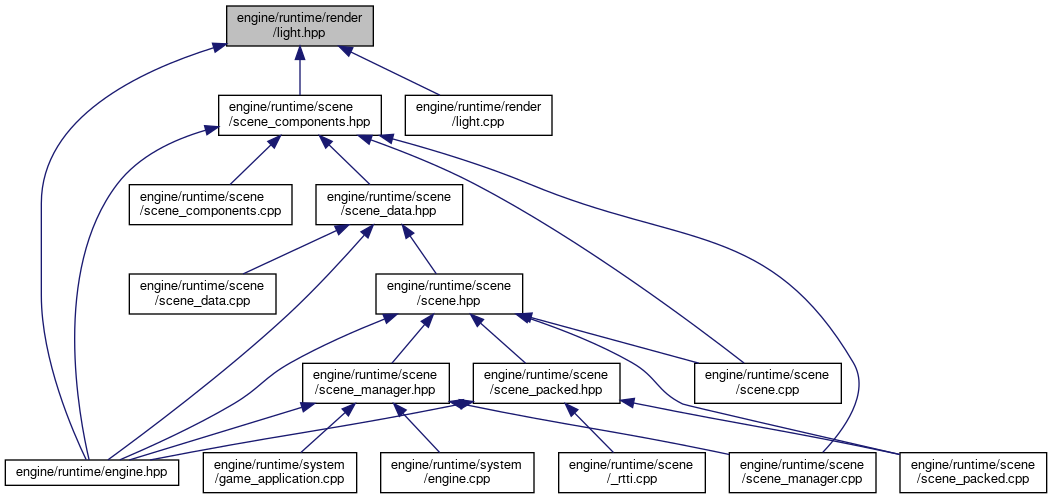 engine/runtime/render
/light.hpp
engine/runtime/scene
/scene_components.hpp
engine/runtime/render
/light.cpp
engine/runtime/scene
/scene_components.cpp
engine/runtime/scene
/scene_data.hpp
engine/runtime/scene
/scene_data.cpp
engine/runtime/scene
/scene.hpp
engine/runtime/scene
/scene_manager.hpp
engine/runtime/scene
/scene_packed.hpp
engine/runtime/scene
/scene.cpp
engine/runtime/engine.hpp
engine/runtime/system
/game_application.cpp
engine/runtime/system
/engine.cpp
engine/runtime/scene
/_rtti.cpp
engine/runtime/scene
/scene_manager.cpp
engine/runtime/scene
/scene_packed.cpp